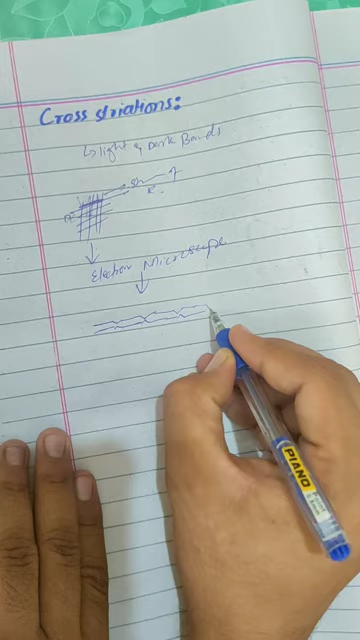 Cross striations:
↳ light & Dark Bands
Electron Microscope
PIANO